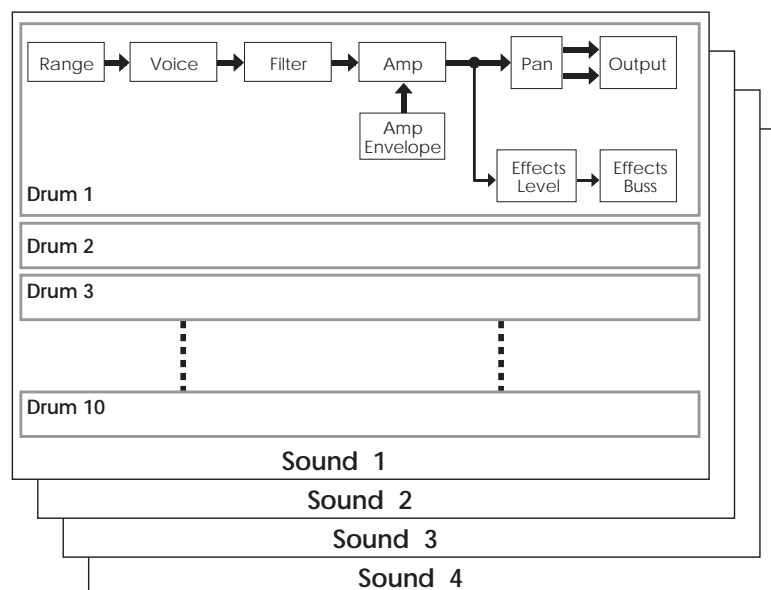 Range
Voice
Filter
Amp
Pan
Output
Amp
Envelope
Effects
Level
Effects
Buss
Drum 1
Drum 2
Drum 3
Drum 10
Sound 1
Sound 2
Sound 3
Sound 4